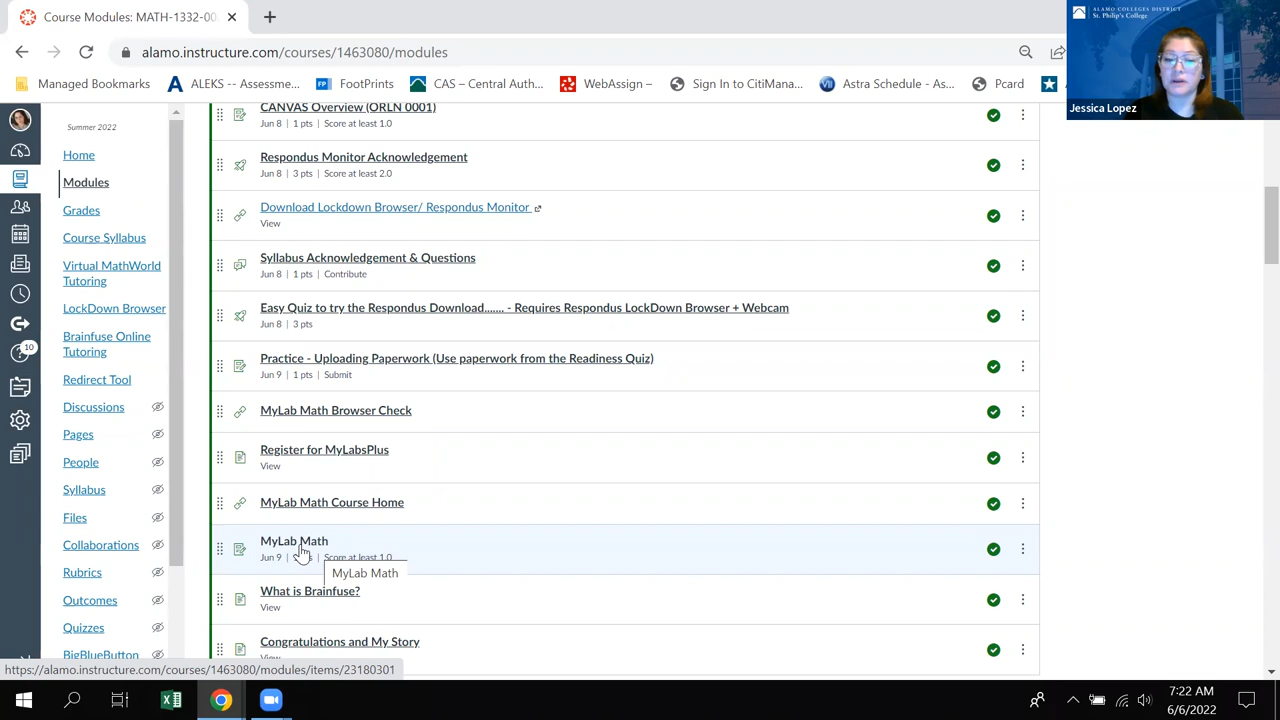 Course Modules: MATH-1332-00
alamo.instructure.com/courses/1463080/modules
Managed Bookmarks
ALEKS -- Assessme...
FootPrints
CAS – Central Auth...
WebAssign –
Sign In to CitiMana...
Astra Schedule - As...
Pcard
ALAMO COLLEGES DISTRICT
St. Philip's College
Jessica Lopez
Summer 2022
Home
Modules
Grades
Course Syllabus
Virtual MathWorld
Tutoring
LockDown Browser
Brainfuse Online
Tutoring
Redirect Tool
Discussions
Pages
People
Syllabus
Files
Collaborations
Rubrics
Outcomes
Quizzes
BigBlueButton
10
CANVAS Overview (ORLN 0001)
Jun 8 | 1 pts | Score at least 1.0
Respondus Monitor Acknowledgement
Jun 8 | 3 pts | Score at least 2.0
Download Lockdown Browser/ Respondus Monitor
View
Syllabus Acknowledgement & Questions
Jun 8 | 1 pts | Contribute
Easy Quiz to try the Respondus Download....... - Requires Respondus LockDown Browser + Webcam
Jun 8 | 3 pts
Practice - Uploading Paperwork (Use paperwork from the Readiness Quiz)
Jun 9 | 1 pts | Submit
MyLab Math Browser Check
Register for MyLabsPlus
View
MyLab Math Course Home
MyLab Math
Jun 9 | Score at least 1.0
MyLab Math
What is Brainfuse?
View
Congratulations and My Story
View
https://alamo.instructure.com/courses/1463080/modules/items/23180301
7:22 AM
6/6/2022